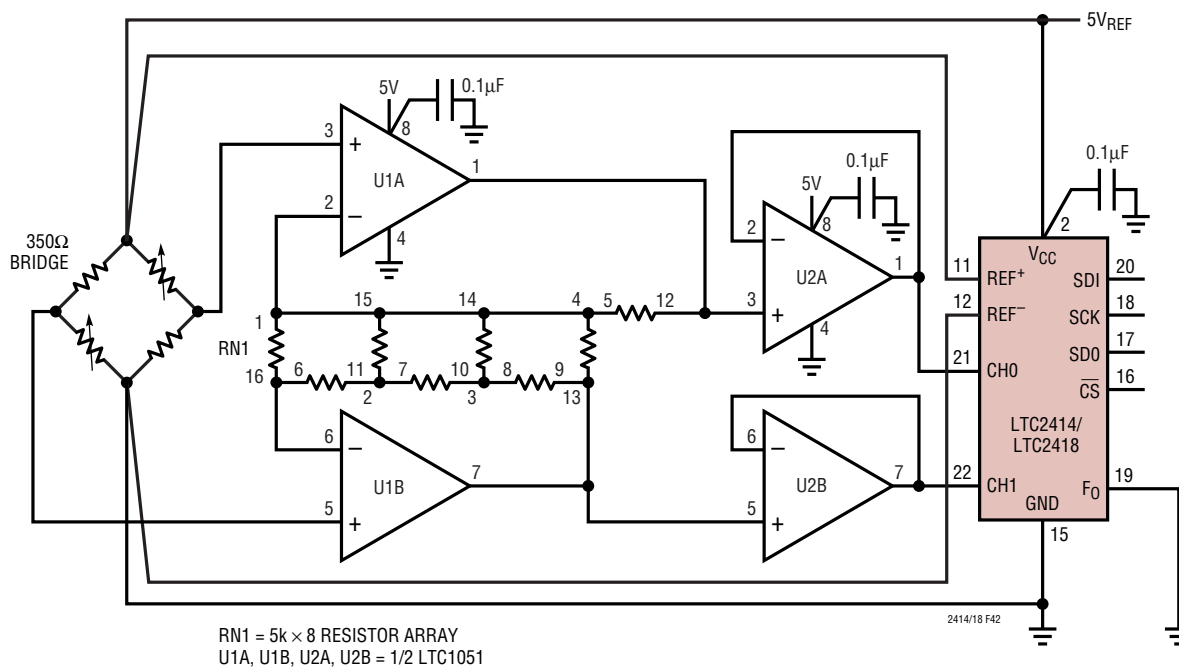 5VREF
5V
0.1µF
8
3
+
U1A
1
2
−
4
0.1µF
5V
8
0.1µF
2
−
U2A
1
3
+
4
2
VCC
350Ω
BRIDGE
11
REF+
SDI
20
12
REF−
SCK
18
SD0
17
21
CH0
CS
16
LTC2414/
LTC2418
15
14
4
5
12
1
RN1
16
6
11
7
10
8
9
2
3
13
6
−
U1B
7
5
+
6
−
U2B
7
5
+
22
CH1
FO
19
GND
15
2414/18 F42
RN1 = 5k × 8 RESISTOR ARRAY
U1A, U1B, U2A, U2B = 1/2 LTC1051